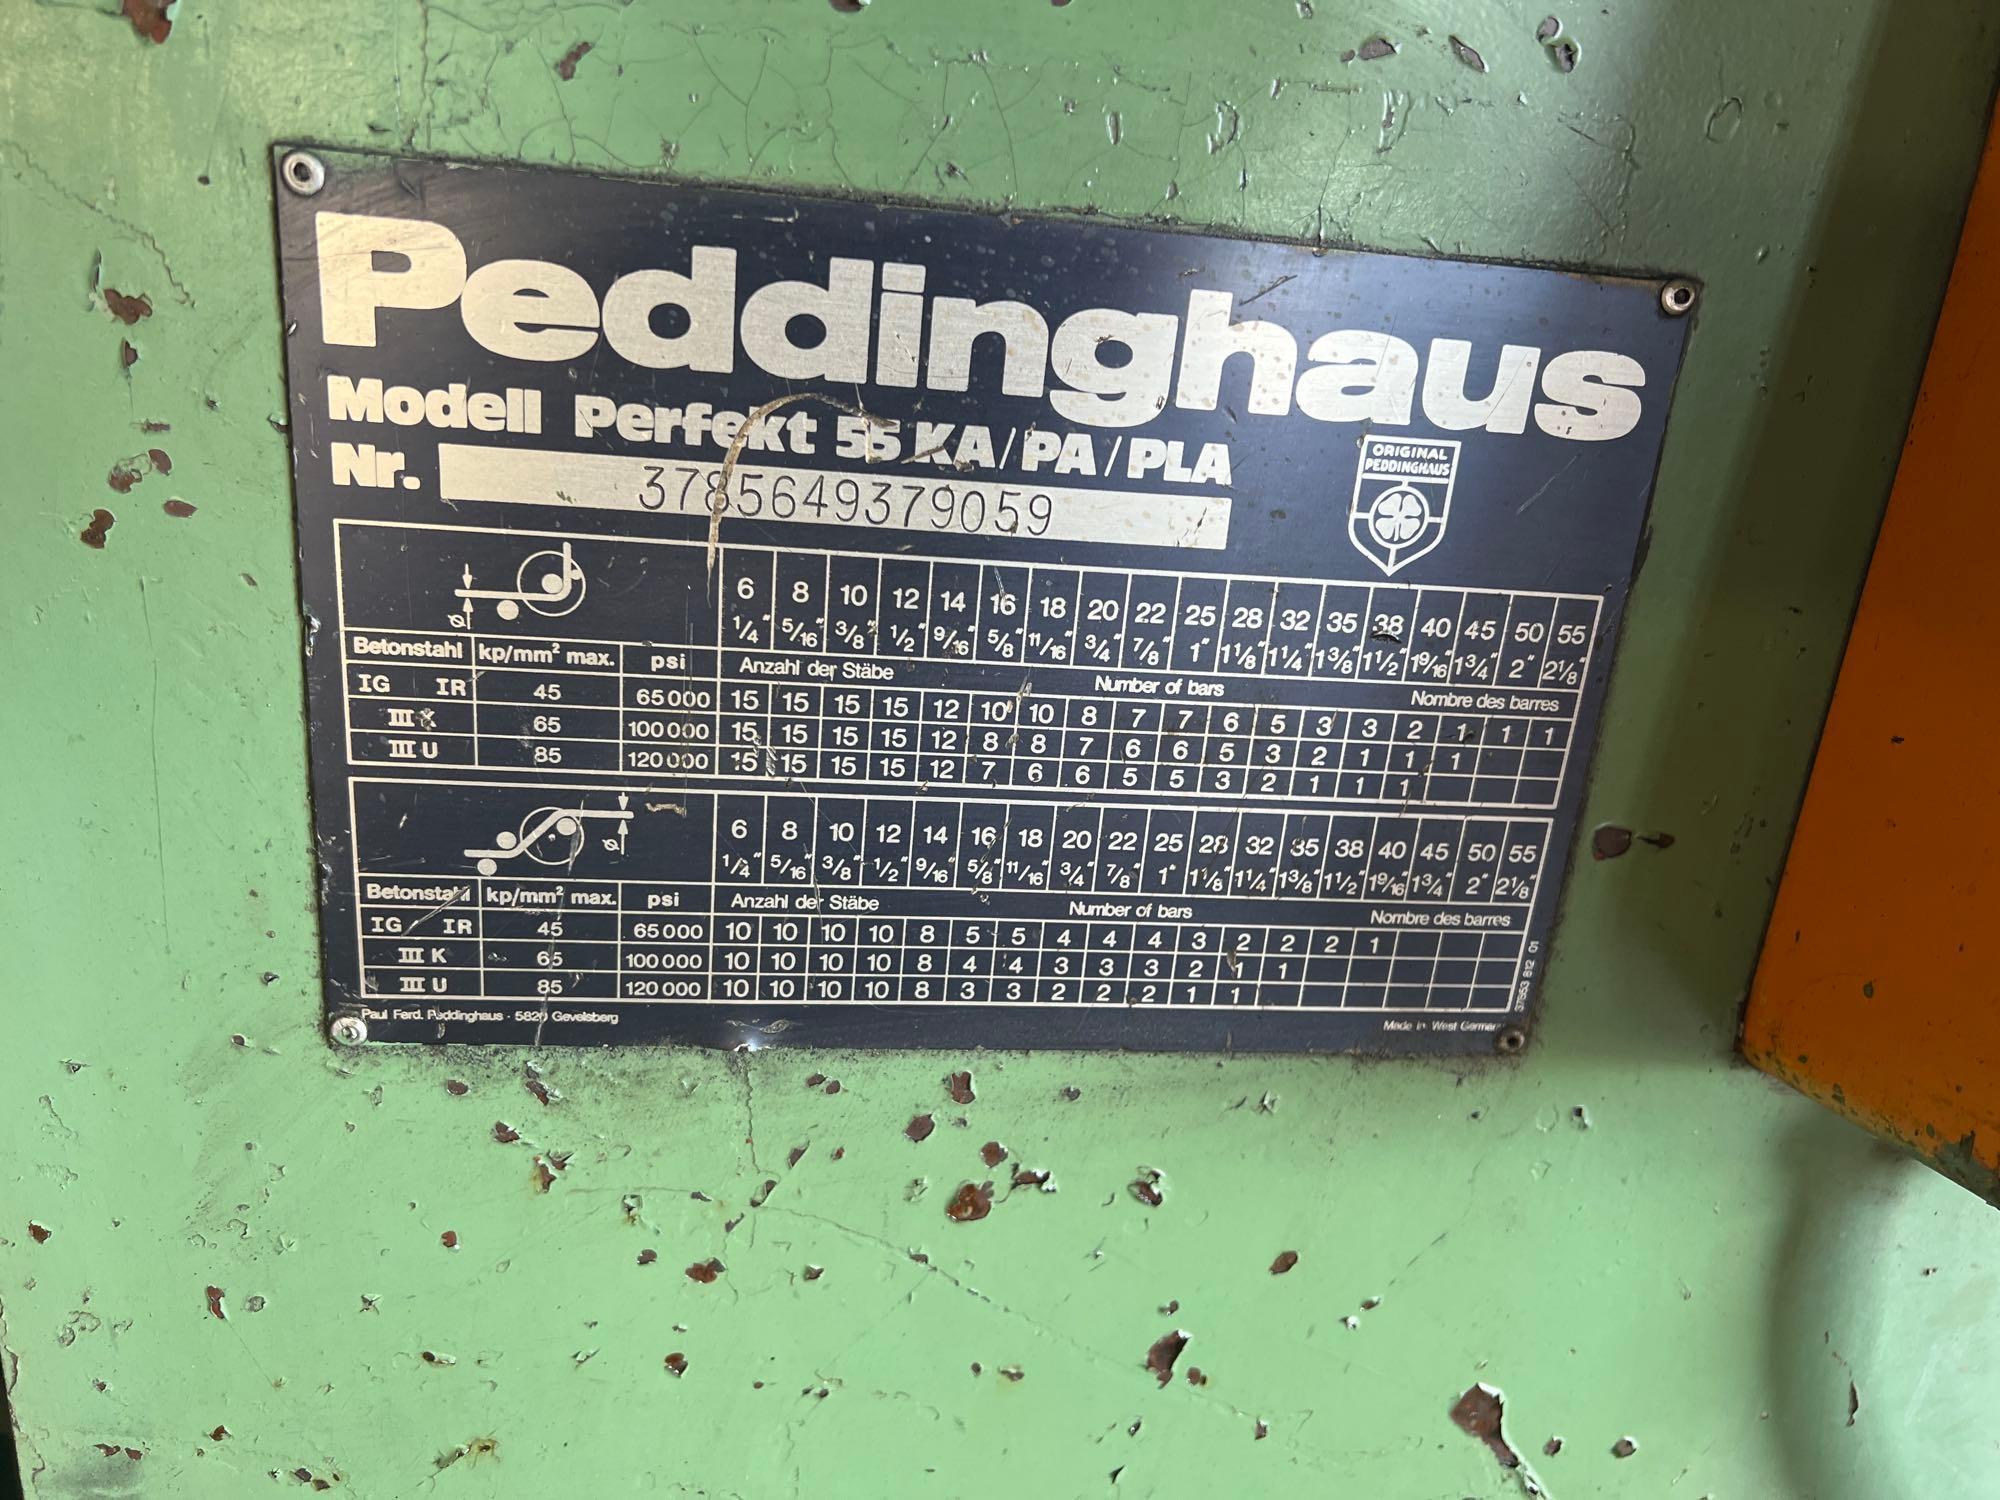 Peddinghaus
Modell Perfekt 55 KA/PA/PLA
Nr. 3785649379059
ORIGINAL
PEDDINGHAUS
6 8 10 12 14 16 18 20 22 25 28 32 35 38 40 45 50 55
1/4" 5/16" 3/8" 1/2" 9/16" 5/8" 11/16" 3/4" 7/8" 1" 1 1/8" 1 1/4" 1 3/8" 1 1/2" 1 9/16" 1 3/4" 2" 2 1/8"
ø
Betonstahl kp/mm² max. psi Anzahl der Stäbe Number of bars Nombre des barres
IG IR 45 65000 15 15 15 15 12 10 10 8 7 7 6 5 3 3 2 1 1 1
III K 65 100000 15 15 15 15 12 8 8 7 6 6 5 3 2 1 1 1
III U 85 120000 15 15 15 15 12 7 6 6 5 5 3 2 1 1 1
6 8 10 12 14 16 18 20 22 25 28 32 35 38 40 45 50 55
ø
1/4" 5/16" 3/8" 1/2" 9/16" 5/8" 11/16" 3/4" 7/8" 1" 1 1/8" 1 1/4" 1 3/8" 1 1/2" 1 9/16" 1 3/4" 2" 2 1/8"
Betonstahl kp/mm² max. psi Anzahl der Stäbe Number of bars Nombre des barres
IG IR 45 65000 10 10 10 10 8 5 5 4 4 4 3 2 2 2 1
III K 65 100000 10 10 10 10 8 4 4 3 3 3 2 1 1
III U 85 120000 10 10 10 10 8 3 3 2 2 2 1 1
37553 812 01
Paul Ferd. Peddinghaus · 5820 Gevelsberg
Made in West German